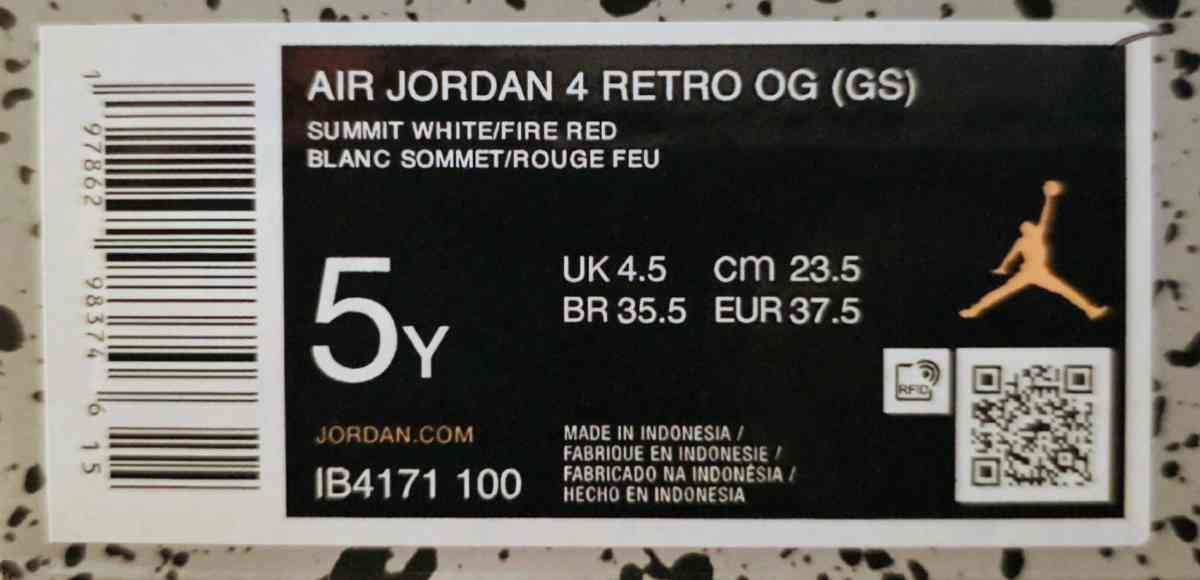 1 97862 98374 6 15
AIR JORDAN 4 RETRO OG (GS)
SUMMIT WHITE/FIRE RED
BLANC SOMMET/ROUGE FEU
5Y
UK 4.5 cm 23.5
BR 35.5 EUR 37.5
RFID
JORDAN.COM
IB4171 100
MADE IN INDONESIA /
FABRIQUE EN INDONESIE /
FABRICADO NA INDONÉSIA /
HECHO EN INDONESIA